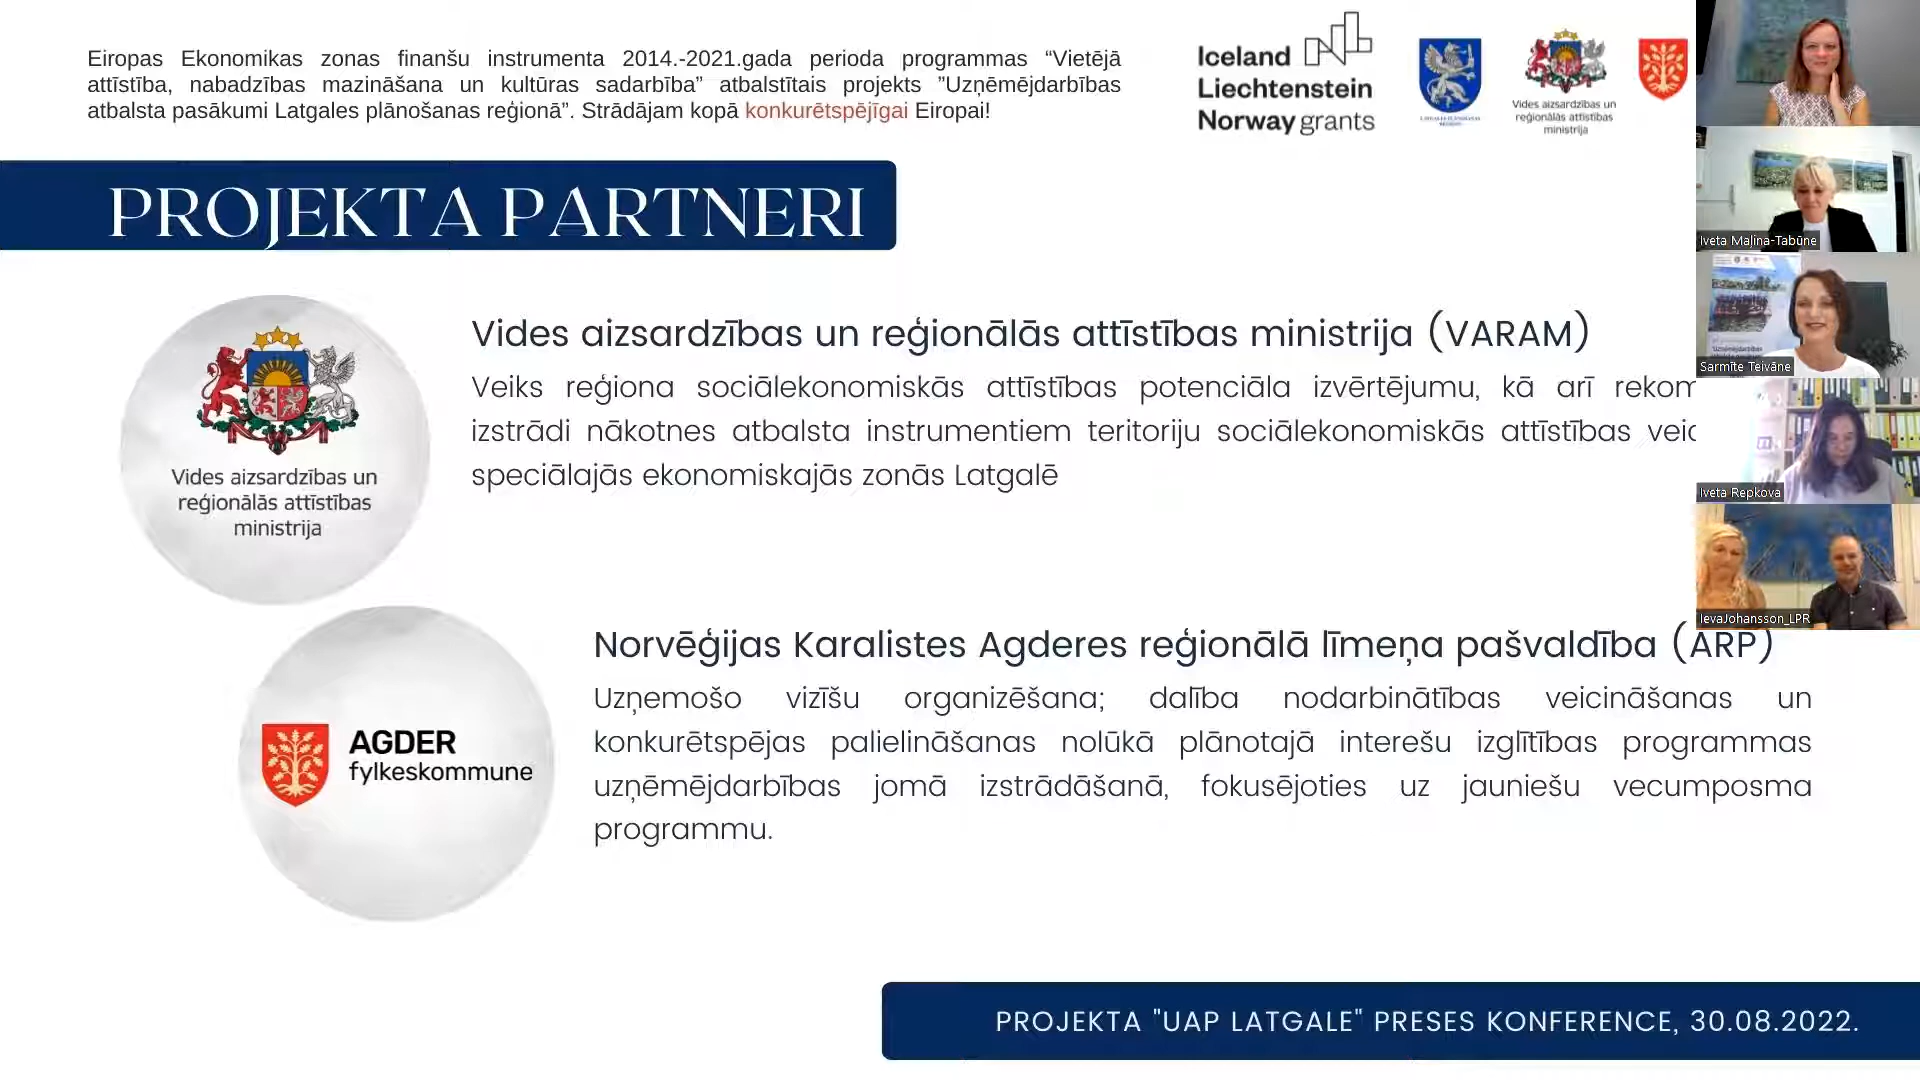 Eiropas Ekonomikas zonas finanšu instrumenta 2014.-2021.gada perioda programmas “Vietējā
attīstība, nabadzības mazināšana un kultūras sadarbība” atbalstītais projekts ”Uzņēmējdarbības
atbalsta pasākumi Latgales plānošanas reģionā”. Strādājam kopā konkurētspējīgai Eiropai!
Iceland
Liechtenstein
Norway grants
LATGALES PLĀNOŠANAS
REĢIONS
Vides aizsardzības un
reģionālās attīstības
ministrija
PROJEKTA PARTNERI
Iveta Maļina-Tabūne
Sarmīte Teivāne
Iveta Repkova
IevaJohansson_LPR
Vides aizsardzības un
reģionālās attīstības
ministrija
Vides aizsardzības un reģionālās attīstības ministrija (VARAM)
Veiks reģiona sociālekonomiskās attīstības potenciāla izvērtējumu, kā arī
izstrādi nākotnes atbalsta instrumentiem teritoriju sociālekonomiskās attīstības
speciālajās ekonomiskajās zonās Latgalē
AGDER
fylkeskommune
Norvēģijas Karalistes Agderes reģionālā līmeņa pašvaldība (ARP)
Uzņemošo vizīšu organizēšana; dalība nodarbinātības veicināšanas un
konkurētspējas palielināšanas nolūkā plānotajā interešu izglītības programmas
uzņēmējdarbības jomā izstrādāšanā, fokusējoties uz jauniešu vecumposma
programmu.
PROJEKTA "UAP LATGALE" PRESES KONFERENCE, 30.08.2022.